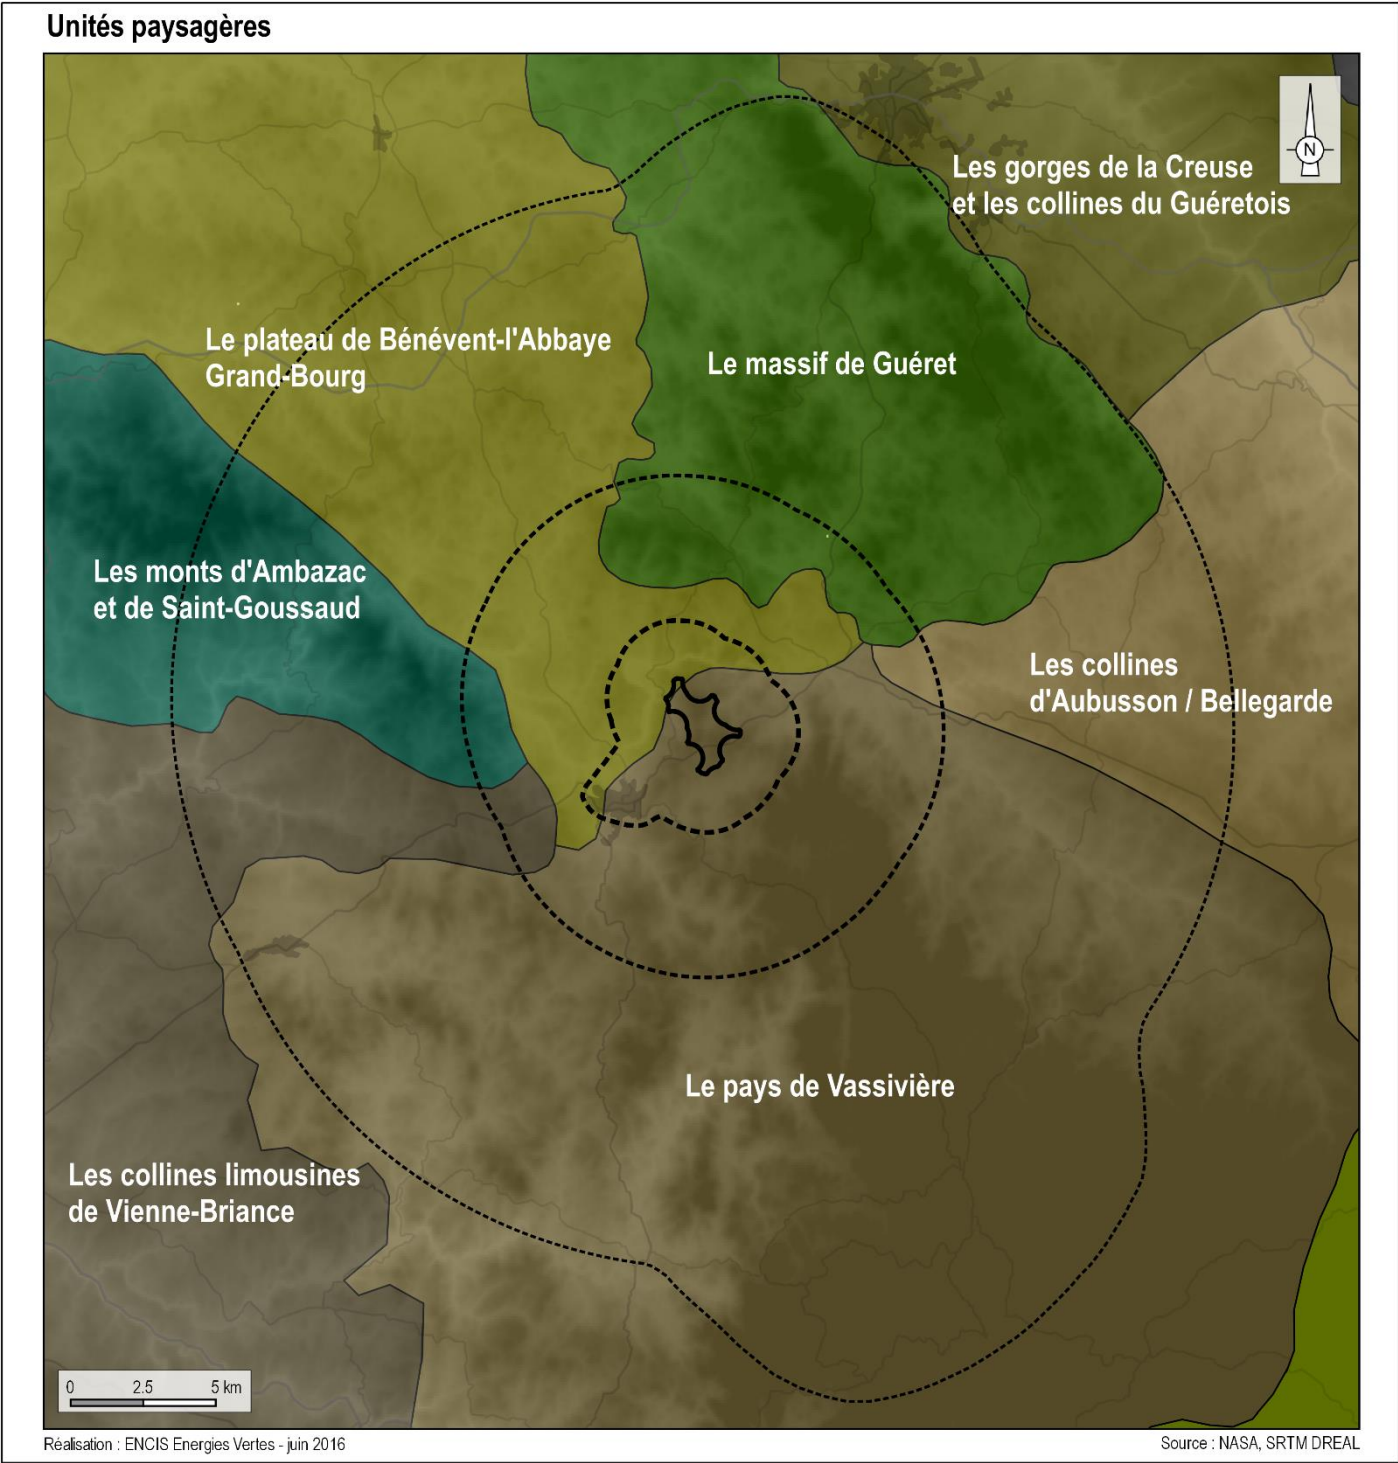 Unités paysagères
N
Les gorges de la Creuse
et les collines du Guéretois
Le plateau de Bénévent-l'Abbaye
Grand-Bourg
Le massif de Guéret
Les monts d'Ambazac
et de Saint-Goussaud
Les collines
d'Aubusson / Bellegarde
Le pays de Vassivière
Les collines limousines
de Vienne-Briance
0 2.5 5 km
Réalisation : ENCIS Energies Vertes - juin 2016
Source : NASA, SRTM DREAL